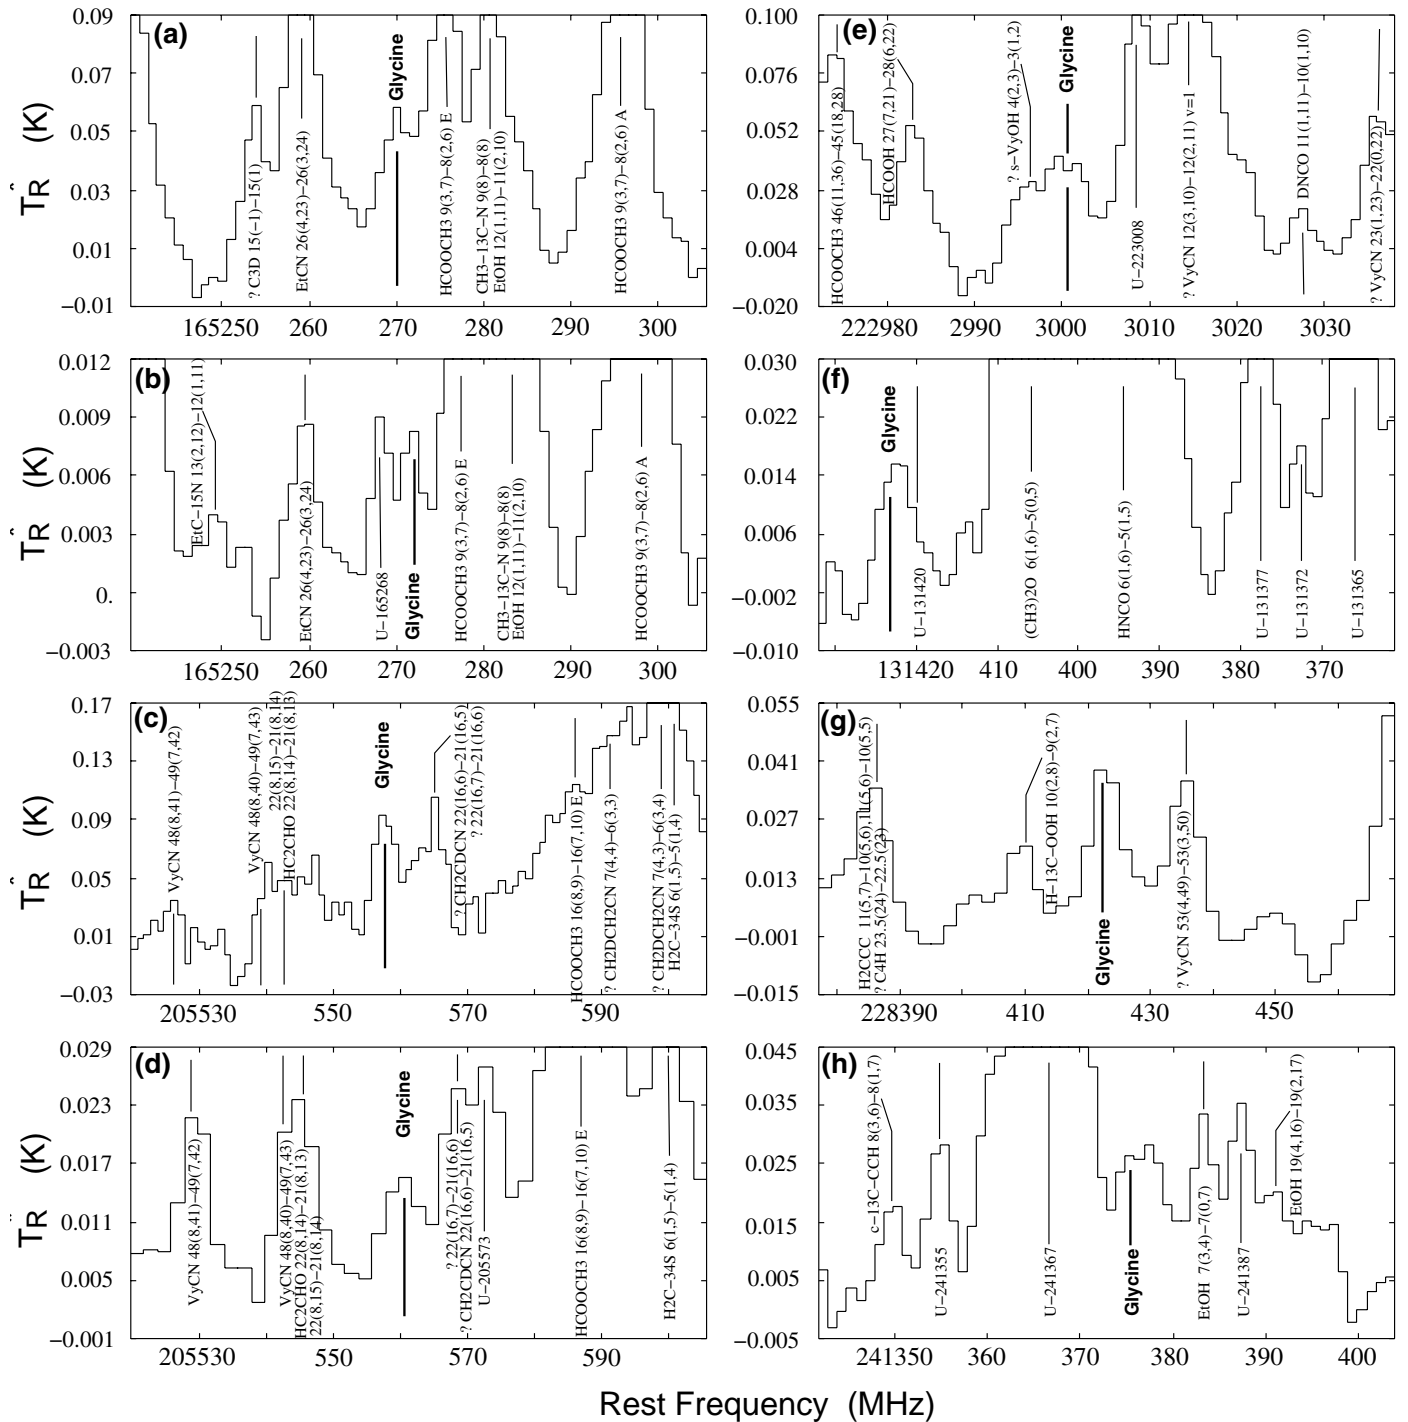 (a)
T̂R (K)
0.09
0.07
0.05
0.03
0.01
−0.01
? C3D 15(−1)−15(1)
EtCN 26(4,23)−26(3,24)
Glycine
HCOOCH3 9(3,7)−8(2,6) E
CH3−13C−N 9(8)−8(8)
EtOH 12(1,11)−11(2,10)
HCOOCH3 9(3,7)−8(2,6) A
165250 260 270 280 290 300
(e)
0.100
0.076
0.052
0.028
0.004
−0.020
HCOOCH3 46(11,36)−45(18,28)
HCOOH 27(7,21)−28(6,22)
? s−VyOH 4(2,3)−3(1,2)
Glycine
U−223008
? VyCN 12(3,10)−12(2,11) v=1
DNCO 11(1,11)−10(1,10)
? VyCN 23(1,23)−22(0,22)
222980 2990 3000 3010 3020 3030
(b)
T̂R (K)
0.012
0.009
0.006
0.003
0.
−0.003
EtC−15N 13(2,12)−12(1,11)
EtCN 26(4,23)−26(3,24)
U−165268
Glycine
HCOOCH3 9(3,7)−8(2,6) E
CH3−13C−N 9(8)−8(8)
EtOH 12(1,11)−11(2,10)
HCOOCH3 9(3,7)−8(2,6) A
165250 260 270 280 290 300
(f)
0.030
0.022
0.014
0.006
−0.002
−0.010
Glycine
U−131420
(CH3)2O 6(1,6)−5(0,5)
HNCO 6(1,6)−5(1,5)
U−131377
U−131372
U−131365
131420 410 400 390 380 370
(c)
T̂R (K)
0.17
0.13
0.09
0.05
0.01
−0.03
VyCN 48(8,41)−49(7,42)
VyCN 48(8,40)−49(7,43)
22(8,15)−21(8,14)
HC2CHO 22(8,14)−21(8,13)
Glycine
? CH2CDCN 22(16,6)−21(16,5)
? 22(16,7)−21(16,6)
HCOOCH3 16(8,9)−16(7,10) E
? CH2DCH2CN 7(4,4)−6(3,3)
? CH2DCH2CN 7(4,3)−6(3,4)
H2C−34S 6(1,5)−5(1,4)
205530 550 570 590
(g)
0.055
0.041
0.027
0.013
−0.001
−0.015
H2CCC 11(5,7)−10(5,6),11(5,6)−10(5,5)
? C4H 23.5(24)−22.5(23)
H−13C−OOH 10(2,8)−9(2,7)
Glycine
? VyCN 53(4,49)−53(3,50)
228390 410 430 450
(d)
T̂R (K)
0.029
0.023
0.017
0.011
0.005
−0.001
VyCN 48(8,41)−49(7,42)
VyCN 48(8,40)−49(7,43)
HC2CHO 22(8,14)−21(8,13)
22(8,15)−21(8,14)
Glycine
? 22(16,7)−21(16,6)
? CH2CDCN 22(16,6)−21(16,5)
U−205573
HCOOCH3 16(8,9)−16(7,10) E
H2C−34S 6(1,5)−5(1,4)
205530 550 570 590
(h)
0.045
0.035
0.025
0.015
0.005
−0.005
c−13C−CCH 8(3,6)−8(1,7)
U−241355
U−241367
Glycine
EtOH 7(3,4)−7(0,7)
U−241387
EtOH 19(4,16)−19(2,17)
241350 360 370 380 390 400
Rest Frequency (MHz)